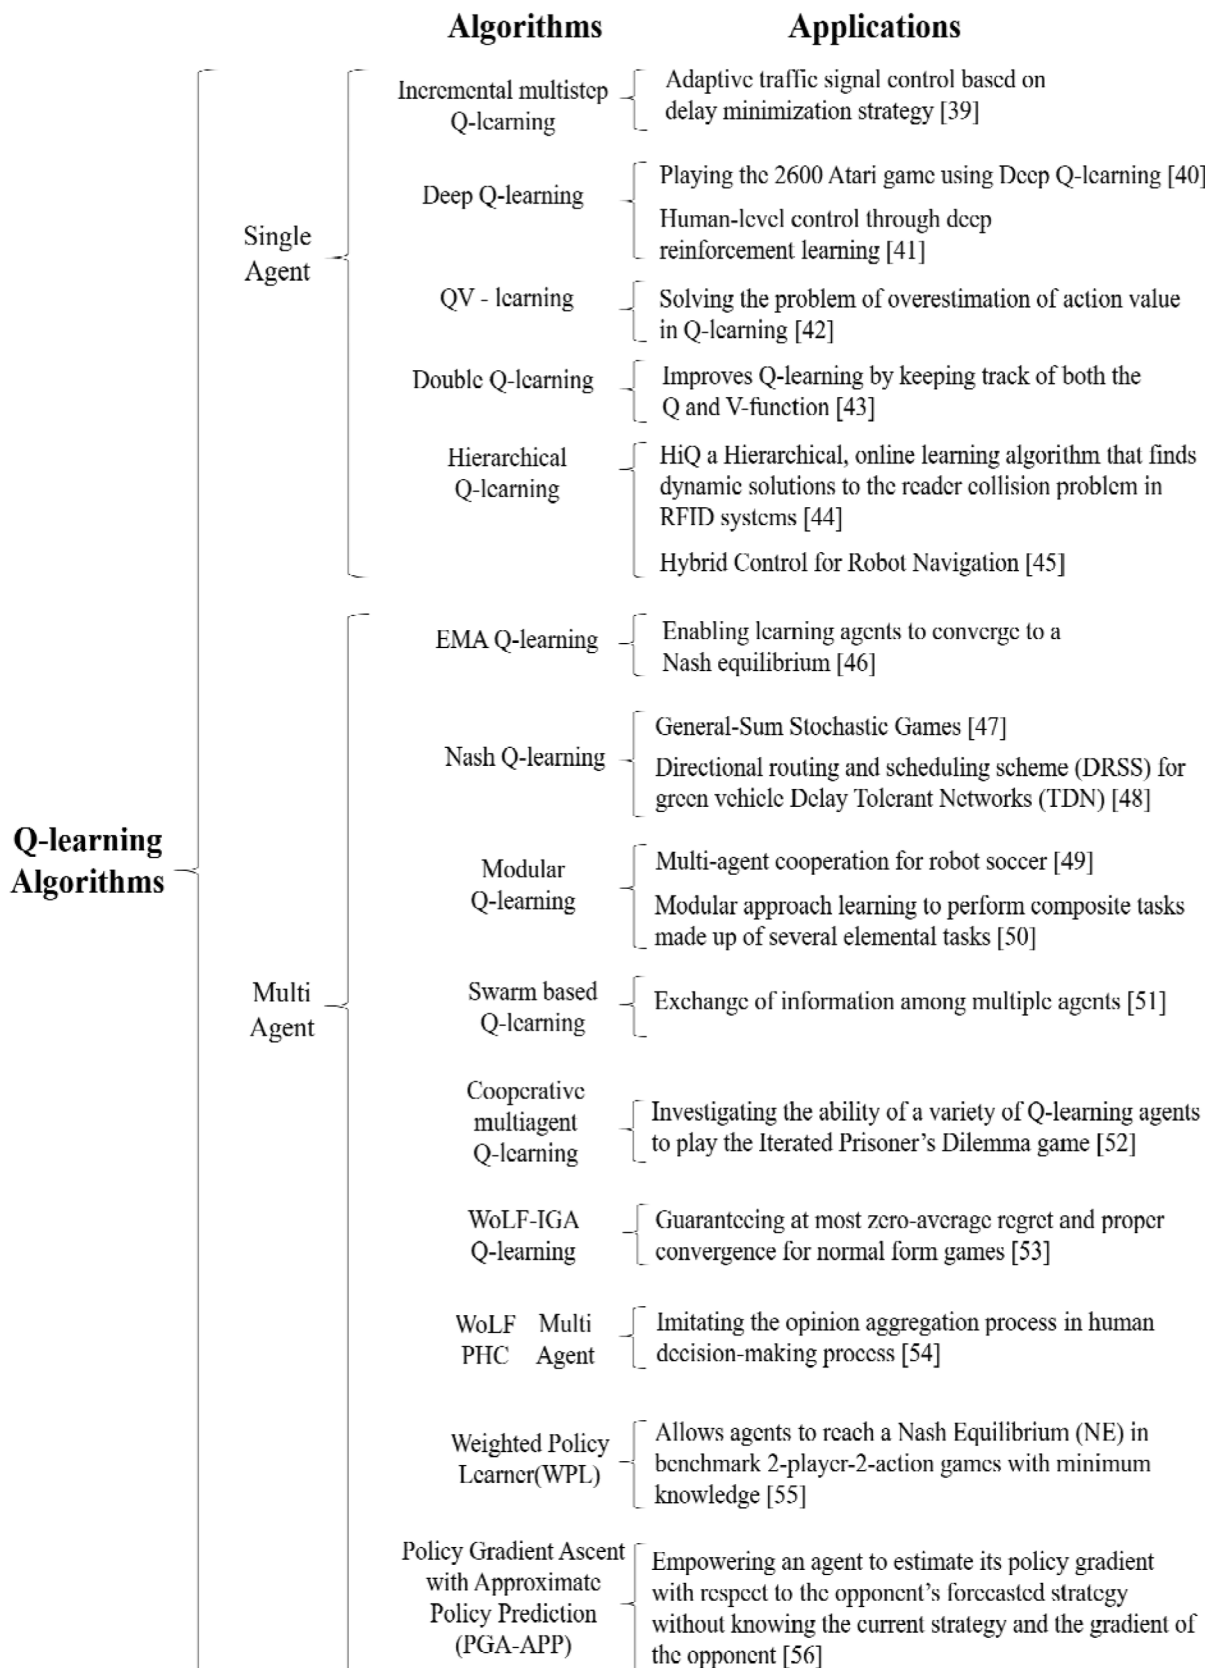 Algorithms
Applications
Incremental multistep
Q-learning
Adaptive traffic signal control based on
delay minimization strategy [39]
Deep Q-learning
Playing the 2600 Atari game using Deep Q-learning [40]
Human-level control through deep
reinforcement learning [41]
Single
Agent
QV - learning
Solving the problem of overestimation of action value
in Q-learning [42]
Double Q-learning
Improves Q-learning by keeping track of both the
Q and V-function [43]
Hierarchical
Q-learning
HiQ a Hierarchical, online learning algorithm that finds
dynamic solutions to the reader collision problem in
RFID systems [44]
Hybrid Control for Robot Navigation [45]
EMA Q-learning
Enabling learning agents to converge to a
Nash equilibrium [46]
Nash Q-learning
General-Sum Stochastic Games [47]
Directional routing and scheduling scheme (DRSS) for
green vehicle Delay Tolerant Networks (TDN) [48]
Q-learning
Algorithms
Modular
Q-learning
Multi-agent cooperation for robot soccer [49]
Modular approach learning to perform composite tasks
made up of several elemental tasks [50]
Multi
Agent
Swarm based
Q-learning
Exchange of information among multiple agents [51]
Cooperative
multiagent
Q-learning
Investigating the ability of a variety of Q-learning agents
to play the Iterated Prisoner's Dilemma game [52]
WoLF-IGA
Q-learning
Guaranteeing at most zero-average regret and proper
convergence for normal form games [53]
WoLF Multi
PHC Agent
Imitating the opinion aggregation process in human
decision-making process [54]
Weighted Policy
Learner(WPL)
Allows agents to reach a Nash Equilibrium (NE) in
benchmark 2-player-2-action games with minimum
knowledge [55]
Policy Gradient Ascent
with Approximate
Policy Prediction
(PGA-APP)
Empowering an agent to estimate its policy gradient
with respect to the opponent's forecasted strategy
without knowing the current strategy and the gradient of
the opponent [56]